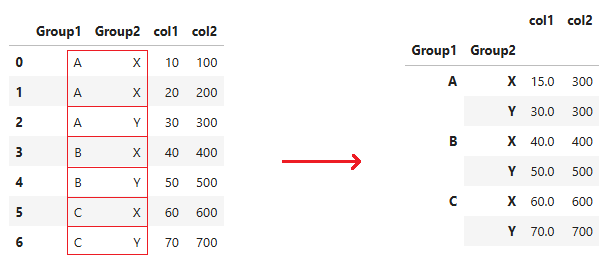 Group1 Group2 col1 col2
0 A X 10 100
1 A X 20 200
2 A Y 30 300
3 B X 40 400
4 B Y 50 500
5 C X 60 600
6 C Y 70 700
col1 col2
Group1 Group2
A X 15.0 300
Y 30.0 300
B X 40.0 400
Y 50.0 500
C X 60.0 600
Y 70.0 700